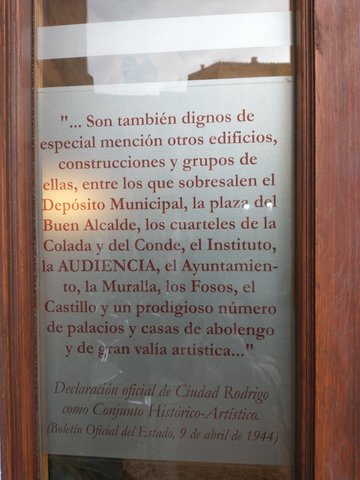 "... Son también dignos de
especial mención otros edificios,
construcciones y grupos de
ellas, entre los que sobresalen el
Depósito Municipal, la plaza del
Buen Alcalde, los cuarteles de la
Colada y del Conde, el Instituto,
la AUDIENCIA, el Ayuntamien-
to, la Muralla, los Fosos, el
Castillo y un prodigioso número
de palacios y casas de abolengo
y de gran valía artística..."
Declaración oficial de Ciudad Rodrigo
como Conjunto Histórico-Artístico.
(Boletín Oficial del Estado, 9 de abril de 1944)